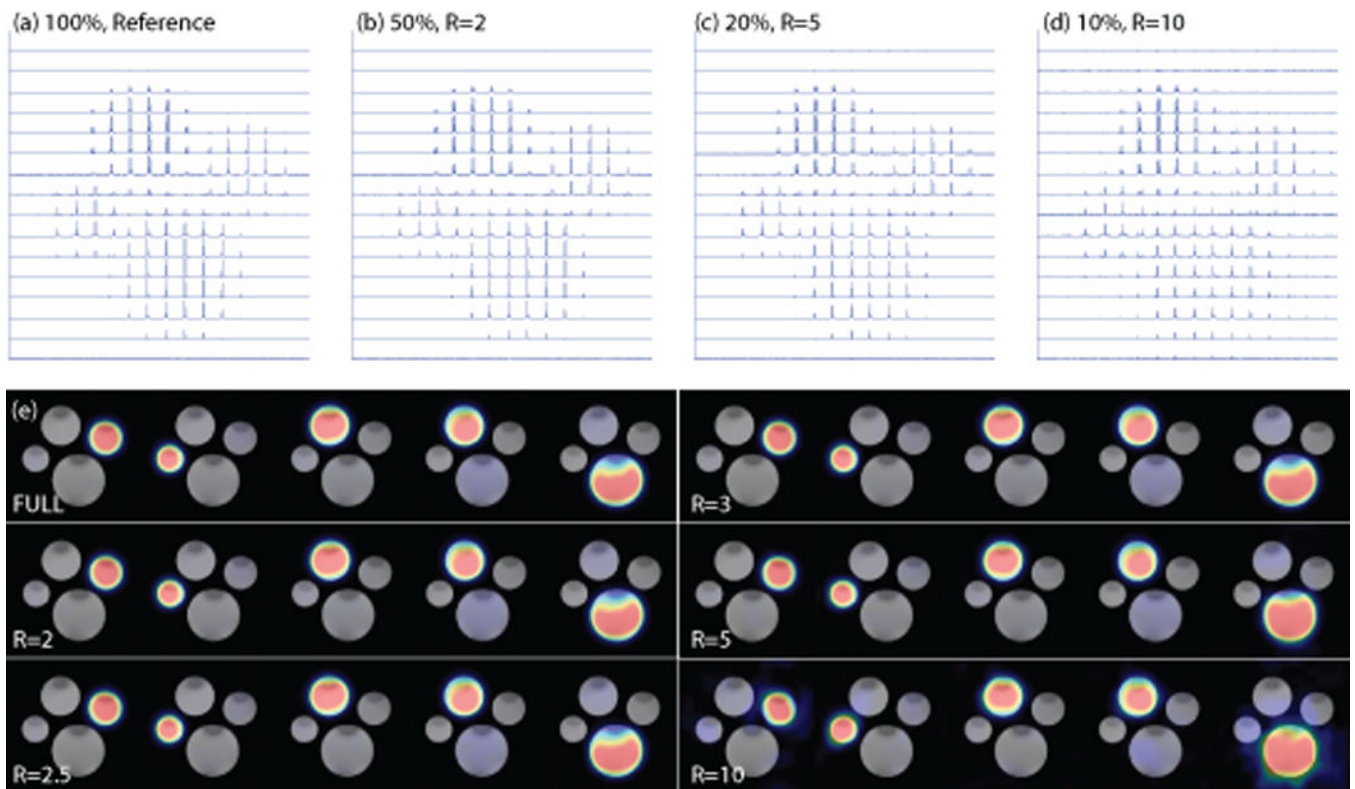 (a) 100%, Reference
(b) 50%, R=2
(c) 20%, R=5
(d) 10%, R=10
(e)
FULL
R=3
R=2
R=5
R=2.5
R=10